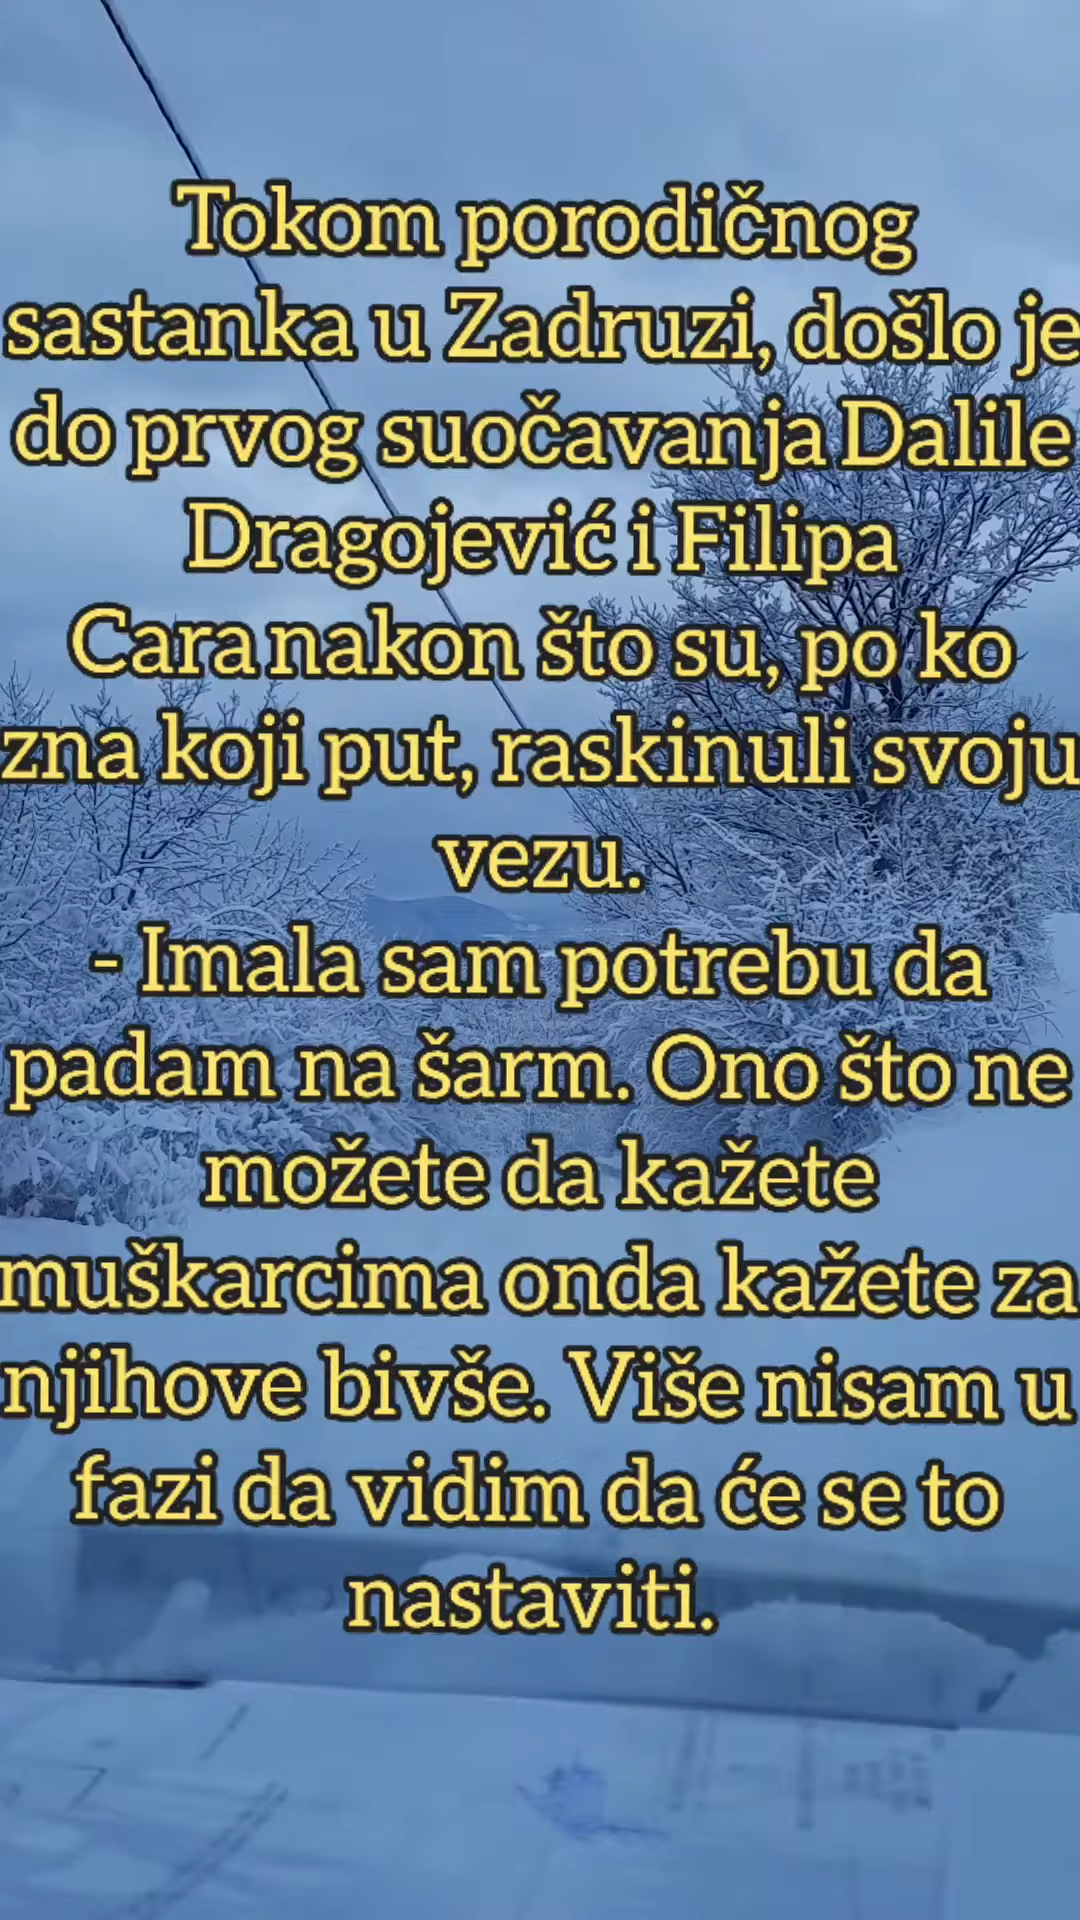 Tokom porodičnog
sastanka u Zadruzi, došlo je
do prvog suočavanja Dalile
Dragojević i Filipa
Cara nakon što su, po ko
zna koji put, raskinuli svoju
vezu.
- Imala sam potrebu da
padam na šarm. Ono što ne
možete da kažete
muškarcima onda kažete za
njihove bivše. Više nisam u
fazi da vidim da će se to
nastaviti.